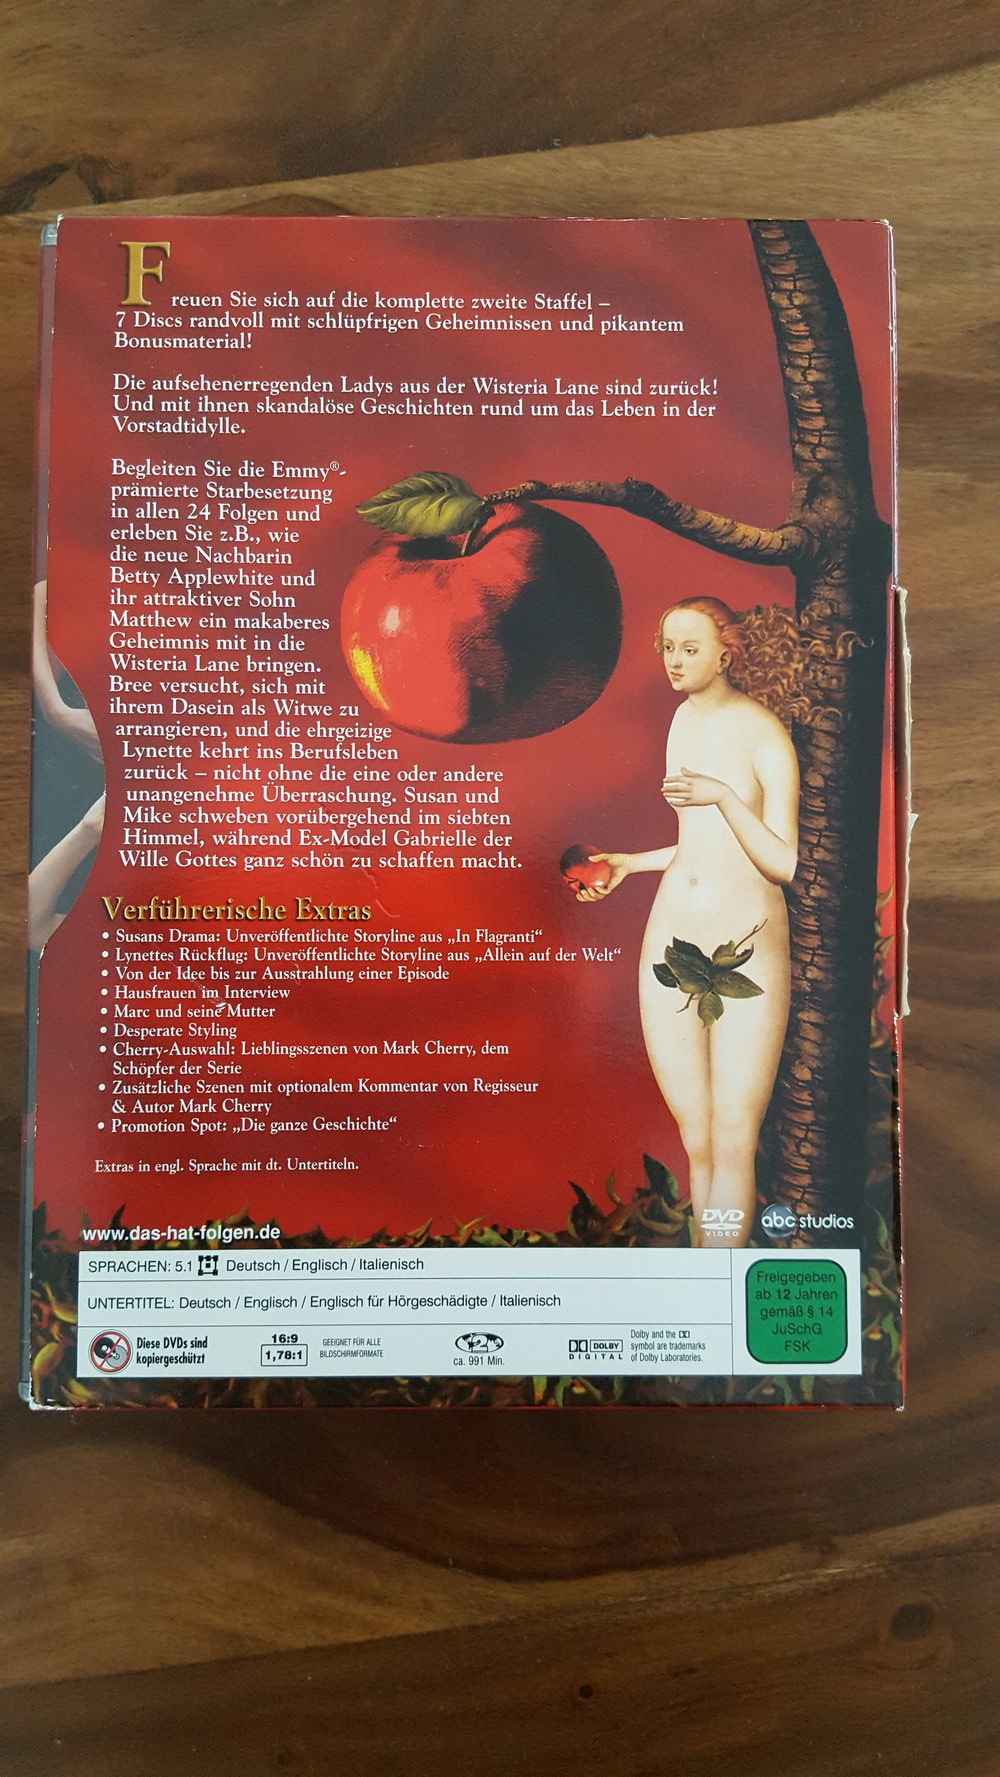 Freuen Sie sich auf die komplette zweite Staffel –
7 Discs randvoll mit schlüpfrigen Geheimnissen und pikantem
Bonusmaterial!
Die aufsehenerregenden Ladys aus der Wisteria Lane sind zurück!
Und mit ihnen skandalöse Geschichten rund um das Leben in der
Vorstadtidylle.
Begleiten Sie die Emmy®-
prämierte Starbesetzung
in allen 24 Folgen und
erleben Sie z.B., wie
die neue Nachbarin
Betty Applewhite und
ihr attraktiver Sohn
Matthew ein makaberes
Geheimnis mit in die
Wisteria Lane bringen.
Bree versucht, sich mit
ihrem Dasein als Witwe zu
arrangieren, und die ehrgeizige
Lynette kehrt ins Berufsleben
zurück – nicht ohne die eine oder andere
unangenehme Überraschung. Susan und
Mike schweben vorübergehend im siebten
Himmel, während Ex-Model Gabrielle der
Wille Gottes ganz schön zu schaffen macht.
Verführerische Extras
• Susans Drama: Unveröffentlichte Storyline aus „In Flagranti“
• Lynettes Rückflug: Unveröffentlichte Storyline aus „Allein auf der Welt“
• Von der Idee bis zur Ausstrahlung einer Episode
• Hausfrauen im Interview
• Marc und seine Mutter
• Desperate Styling
• Cherry-Auswahl: Lieblingsszenen von Mark Cherry, dem
Schöpfer der Serie
• Zusätzliche Szenen mit optionalem Kommentar von Regisseur
& Autor Mark Cherry
• Promotion Spot: „Die ganze Geschichte“
Extras in engl. Sprache mit dt. Untertiteln.
www.das-hat-folgen.de
DVD
VIDEO
abc studios
SPRACHEN: 5.1 Deutsch / Englisch / Italienisch
UNTERTITEL: Deutsch / Englisch / Englisch für Hörgeschädigte / Italienisch
Diese DVDs sind
kopiergeschützt
16:9
1,78:1
GEEIGNET FÜR ALLE
BILDSCHIRMFORMATE
2
ca. 991 Min.
DOLBY
DIGITAL
Dolby and the
symbol are trademarks
of Dolby Laboratories.
Freigegeben
ab 12 Jahren
gemäß § 14
JuSchG
FSK